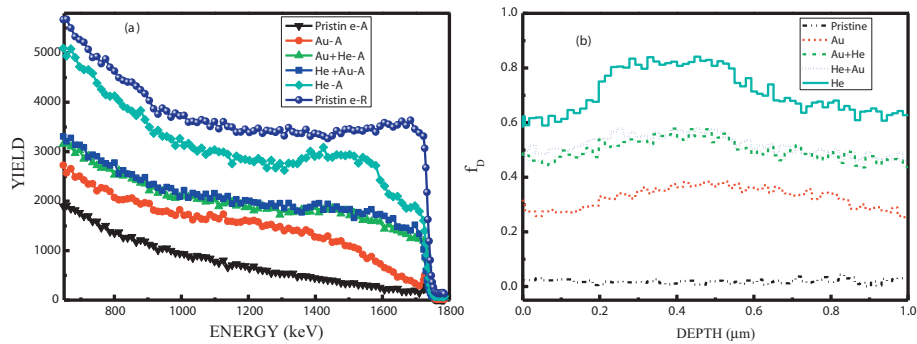 (a)
Pristin e-A
Au-A
Au+He-A
He +Au-A
He -A
Pristin e-R
YIELD
5000
4000
3000
2000
1000
0
800 1000 1200 1400 1600 1800
ENERGY (keV)
(b)
Pristine
Au
Au+He
He+Au
He
f_D
1.0
0.8
0.6
0.4
0.2
0.0
0.0 0.2 0.4 0.6 0.8 1.0
DEPTH (μm)